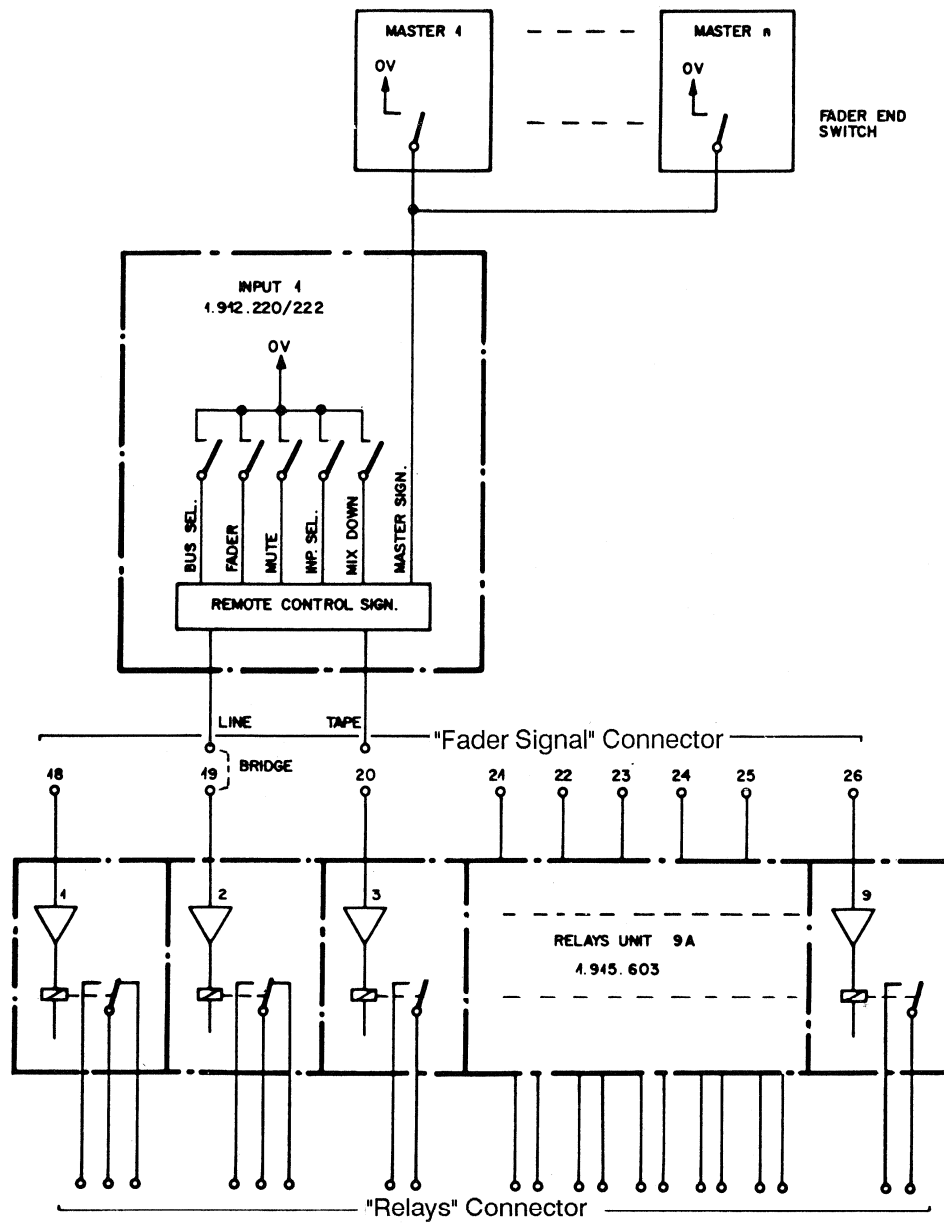 MASTER 1
MASTER n
0V
0V
FADER END
SWITCH
INPUT 1
1.912.220/222
0V
BUS SEL.
FADER
MUTE
INP. SEL.
MIX DOWN
MASTER SIGN.
REMOTE CONTROL SIGN.
LINE
TAPE
"Fader Signal" Connector
BRIDGE
18
19
20
21
22
23
24
25
26
1
2
3
9
RELAYS UNIT 9A
1.915.603
"Relays" Connector